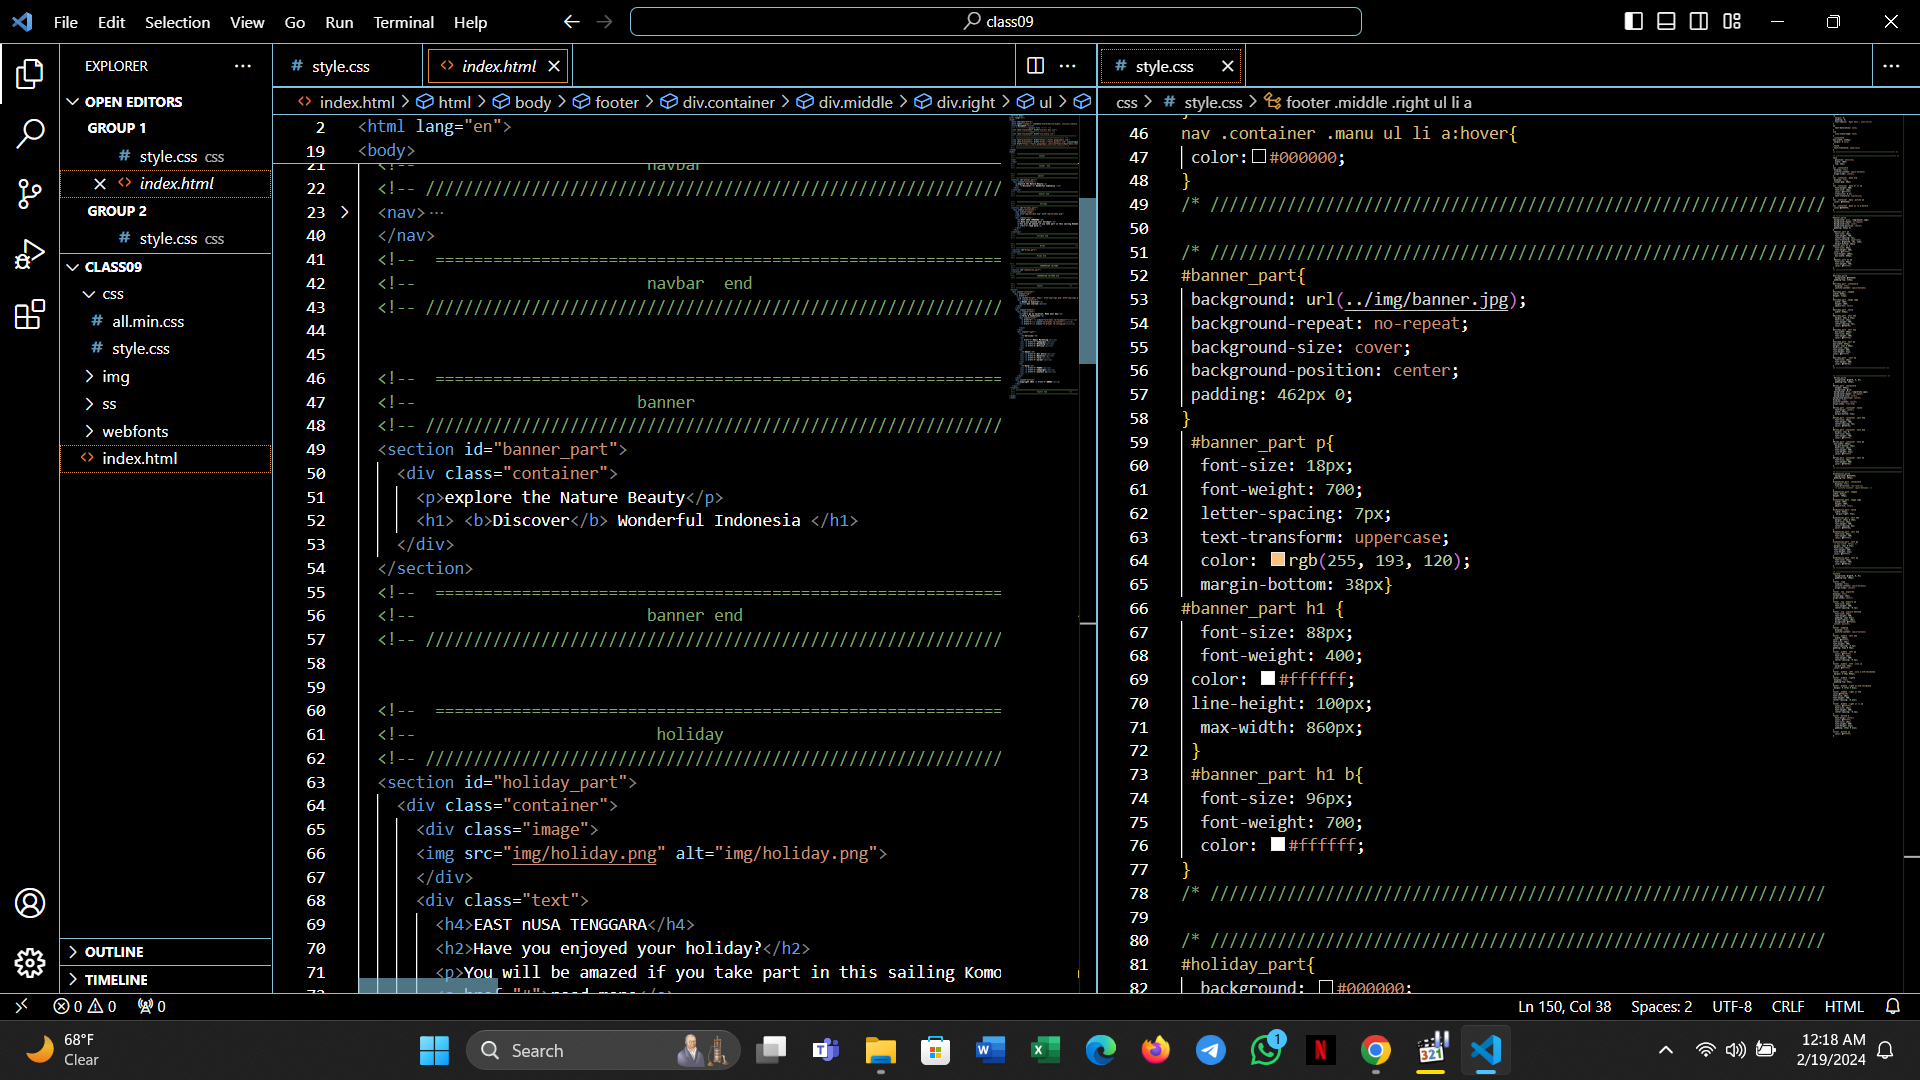 File Edit Selection View Go Run Terminal Help
class09
EXPLORER
OPEN EDITORS
GROUP 1
# style.css css
index.html
GROUP 2
# style.css css
CLASS09
css
# all.min.css
# style.css
img
ss
webfonts
<> index.html
OUTLINE
TIMELINE
# style.css
<> index.html
<> index.html > html > body > footer > div.container > div.middle > div.right > ul >
2 <html lang="en">
19 <body>
21 <!-- navbar
22 <!-- ////////////////////////////////////////////////////////////
23 <nav>···
40 </nav>
41 <!-- ===========================================================
42 <!-- navbar  end
43 <!-- ////////////////////////////////////////////////////////////
44
45
46 <!-- ===========================================================
47 <!-- banner
48 <!-- ////////////////////////////////////////////////////////////
49 <section id="banner_part">
50 <div class="container">
51 <p>explore the Nature Beauty</p>
52 <h1> <b>Discover</b> Wonderful Indonesia </h1>
53 </div>
54 </section>
55 <!-- ===========================================================
56 <!-- banner end
57 <!-- ////////////////////////////////////////////////////////////
58
59
60 <!-- ===========================================================
61 <!-- holiday
62 <!-- ////////////////////////////////////////////////////////////
63 <section id="holiday_part">
64 <div class="container">
65 <div class="image">
66 <img src="img/holiday.png" alt="img/holiday.png">
67 </div>
68 <div class="text">
69 <h4>EAST nUSA TENGGARA</h4>
70 <h2>Have you enjoyed your holiday?</h2>
71 <p>You will be amazed if you take part in this sailing Komo
# style.css
css > # style.css > footer .middle .right ul li a
46 nav .container .manu ul li a:hover{
47 color: #000000;
48 }
49 /* ////////////////////////////////////////////////////////////////
50
51 /* ////////////////////////////////////////////////////////////////
52 #banner_part{
53 background: url(../img/banner.jpg);
54 background-repeat: no-repeat;
55 background-size: cover;
56 background-position: center;
57 padding: 462px 0;
58 }
59 #banner_part p{
60 font-size: 18px;
61 font-weight: 700;
62 letter-spacing: 7px;
63 text-transform: uppercase;
64 color: rgb(255, 193, 120);
65 margin-bottom: 38px}
66 #banner_part h1 {
67 font-size: 88px;
68 font-weight: 400;
69 color: #ffffff;
70 line-height: 100px;
71 max-width: 860px;
72 }
73 #banner_part h1 b{
74 font-size: 96px;
75 font-weight: 700;
76 color: #ffffff;
77 }
78 /* ////////////////////////////////////////////////////////////////
79
80 /* ////////////////////////////////////////////////////////////////
81 #holiday_part{
82 background: #000000;
0 0 0
Ln 150, Col 38 Spaces: 2 UTF-8 CRLF HTML
68°F
Clear
Search
1
321
12:18 AM
2/19/2024